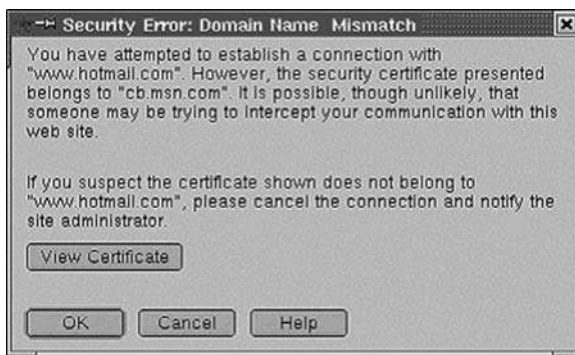 Security Error: Domain Name Mismatch
You have attempted to establish a connection with
"www.hotmail.com". However, the security certificate presented
belongs to "cb.msn.com". It is possible, though unlikely, that
someone may be trying to intercept your communication with this
web site.
If you suspect the certificate shown does not belong to
"www.hotmail.com", please cancel the connection and notify the
site administrator.
View Certificate
OK Cancel Help